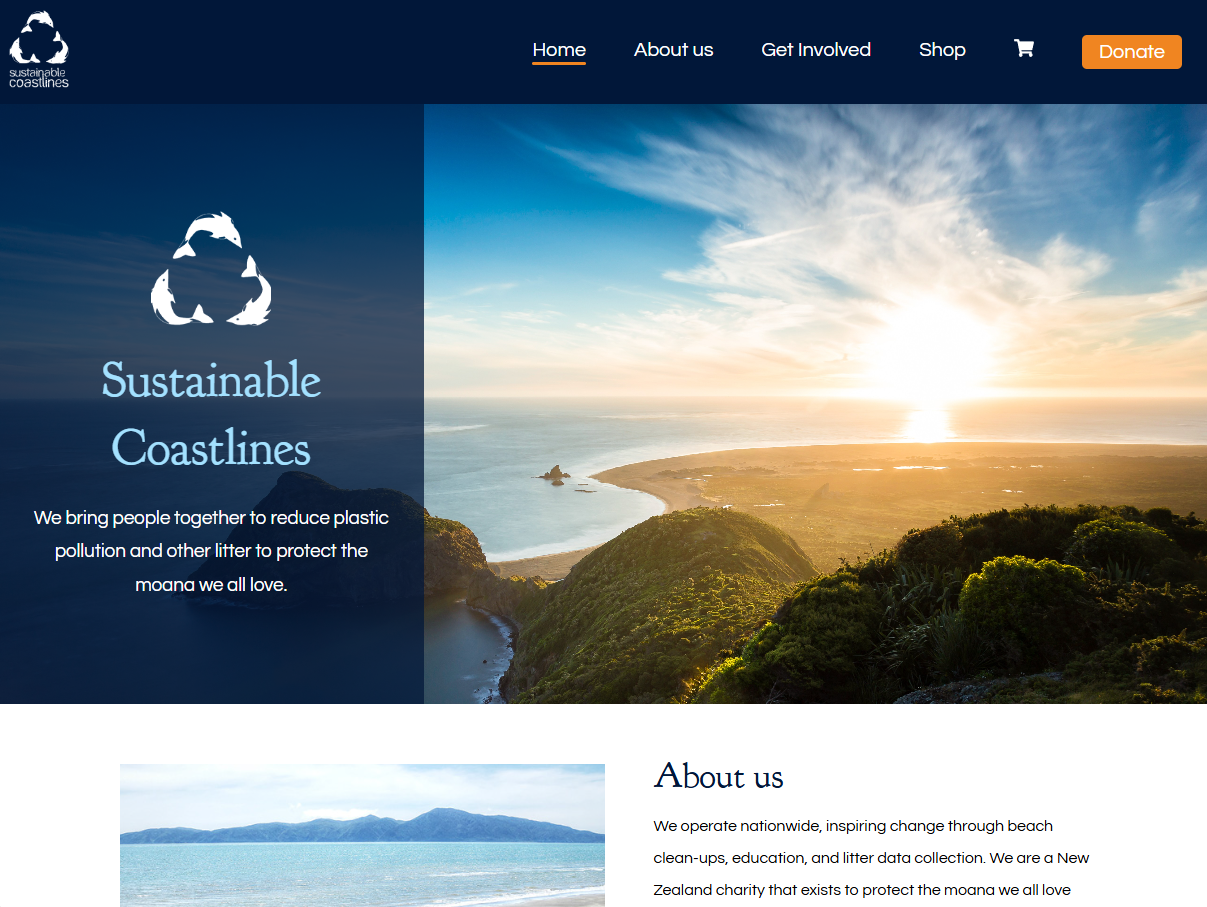 sustainable
coastlines
Home
About us
Get Involved
Shop
Donate
Sustainable
Coastlines
We bring people together to reduce plastic
pollution and other litter to protect the
moana we all love.
About us
We operate nationwide, inspiring change through beach
clean-ups, education, and litter data collection. We are a New
Zealand charity that exists to protect the moana we all love